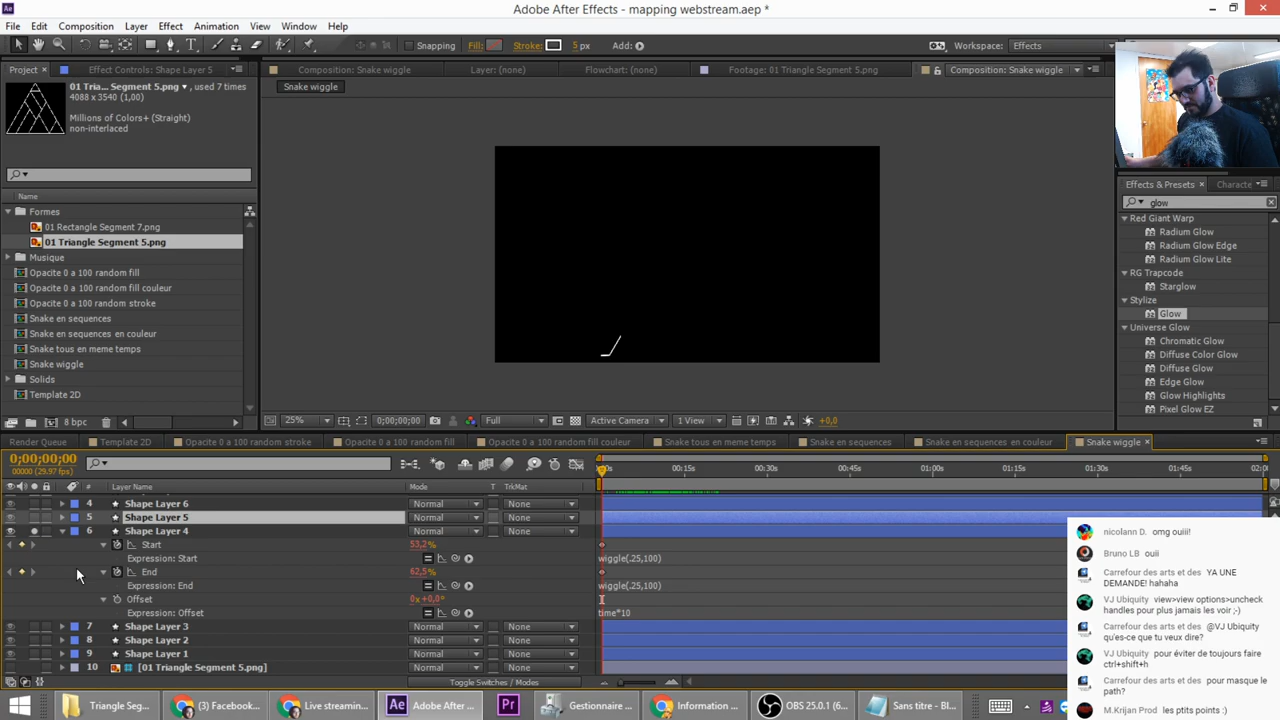 Adobe After Effects - mapping webstream.aep *
File Edit Composition Layer Effect Animation View Window Help
Snapping Fill: Stroke: 5 px Add: Workspace: Effects
Project Effect Controls: Shape Layer 5
Composition: Snake wiggle Layer: (none) Flowchart: (none) Footage: 01 Triangle Segment 5.png Composition: Snake wiggle
Snake wiggle
01 Tria... Segment 5.png , used 7 times
4088 x 3540 (1,00)
Millions of Colors+ (Straight)
non-interlaced
Name
Formes
01 Rectangle Segment 7.png
01 Triangle Segment 5.png
Musique
Opacite 0 a 100 random fill
Opacite 0 a 100 random fill couleur
Opacite 0 a 100 random stroke
Snake en sequences
Snake en sequences en couleur
Snake tous en meme temps
Snake wiggle
Solids
Template 2D
8 bpc
25% 0;00;00;00 Full Active Camera 1 View +0,0
Effects & Presets Characte
glow
Red Giant Warp
Radium Glow
Radium Glow Edge
Radium Glow Lite
RG Trapcode
Starglow
Stylize
Glow
Universe Glow
Chromatic Glow
Diffuse Color Glow
Diffuse Glow
Edge Glow
Glow Highlights
Pixel Glow EZ
Render Queue Template 2D Opacite 0 a 100 random stroke Opacite 0 a 100 random fill Opacite 0 a 100 random fill couleur Snake tous en meme temps Snake en sequences Snake en sequences en couleur Snake wiggle
0;00;00;00
00000 (29.97 fps)
00:15s 00:30s 00:45s 01:00s 01:15s 01:30s 01:45s 02:0
# Layer Name Mode T TrkMat
4 Shape Layer 6 Normal None
5 Shape Layer 5 Normal None
6 Shape Layer 4 Normal None
Start 53,2%
Expression: Start wiggle(.25,100)
End 62,5%
Expression: End wiggle(.25,100)
Offset 0x+0,0°
Expression: Offset time*10
7 Shape Layer 3 Normal None
8 Shape Layer 2 Normal None
9 Shape Layer 1 Normal None
10 [01 Triangle Segment 5.png] Normal None
Toggle Switches / Modes
nicolann D. omg ouiii!
Bruno LB ouii
Carrefour des arts et des YA UNE
DEMANDE! hahaha
VJ Ubiquity view>view options>uncheck
handles pour plus jamais les voir ;-)
Carrefour des arts et des @VJ Ubiquity
qu'es-ce que tu veux dire?
VJ Ubiquity pour éviter de toujours faire
ctrl+shift+h
Carrefour des arts et des pour masque le
path?
M.Krijan Prod les ptits points :)
Triangle Seg... (3) Facebook... Live streamin... Adobe After ... Gestionnaire ... Information ... OBS 25.0.1 (6... Sans titre - Bl...